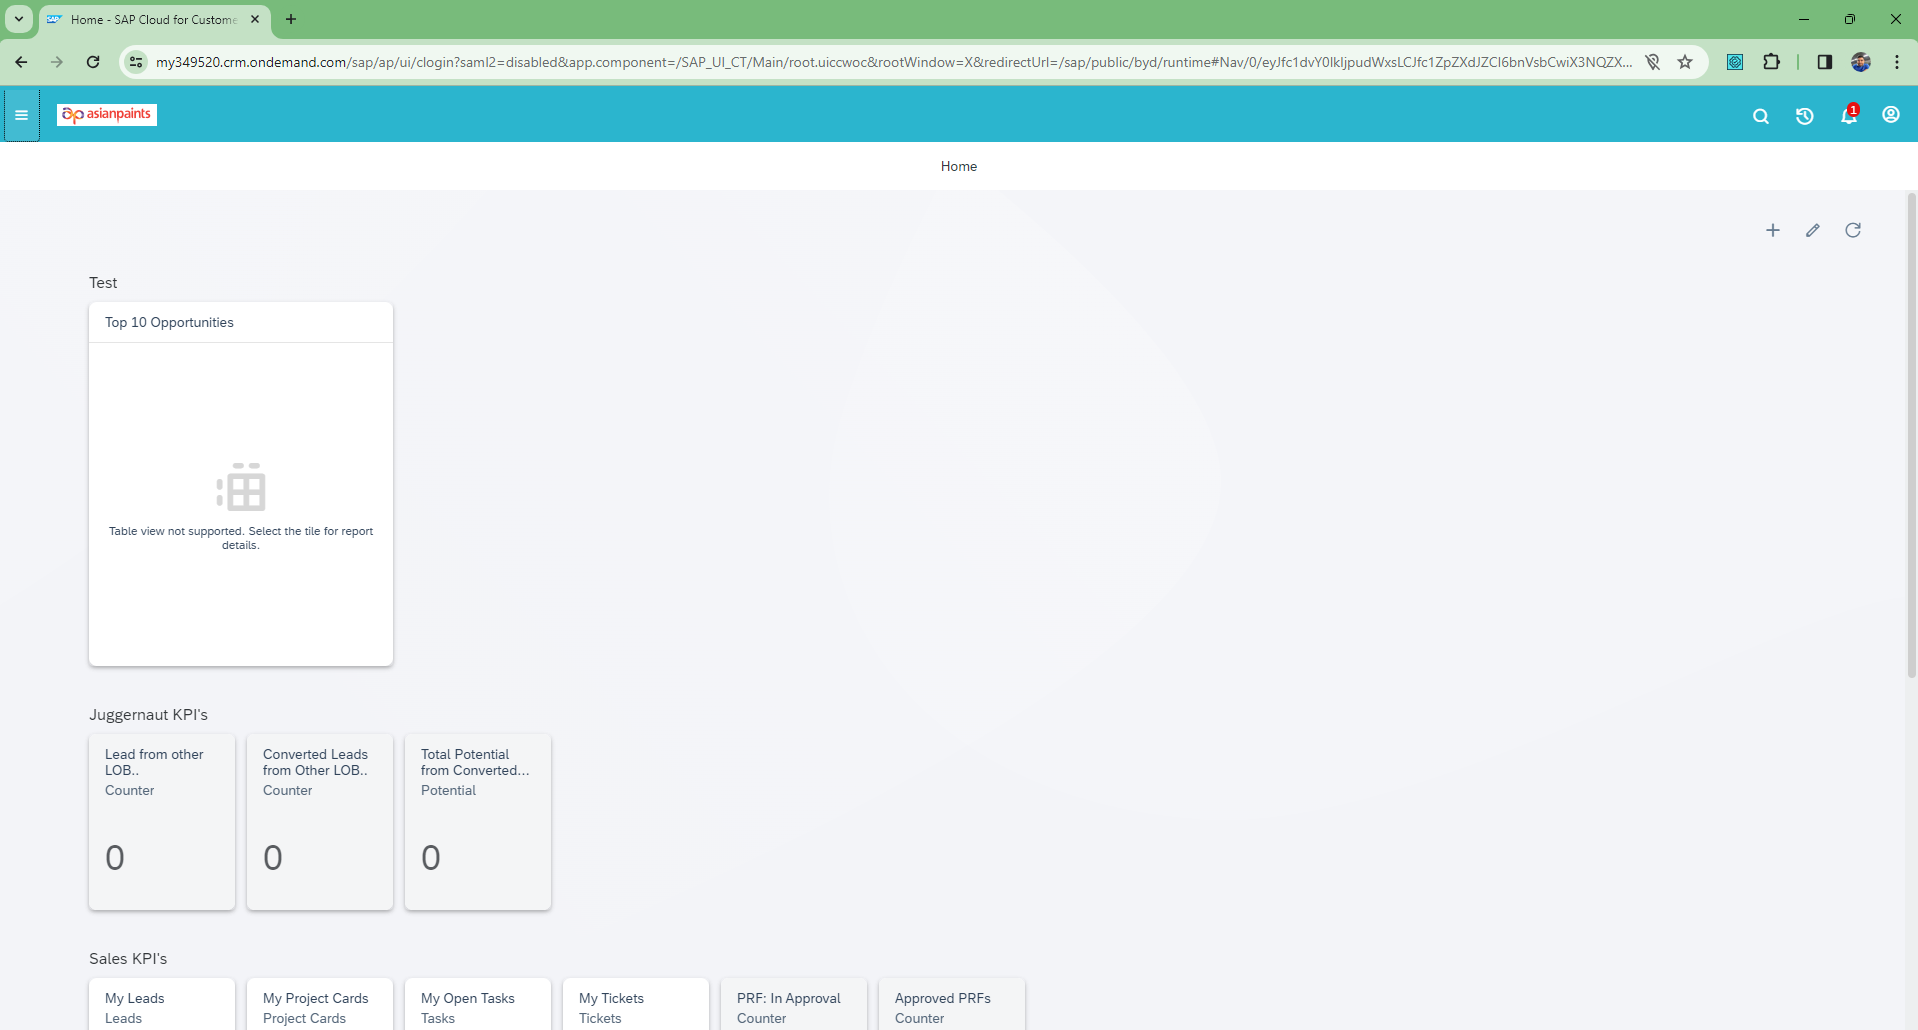 SAP Home - SAP Cloud for Custome
my349520.crm.ondemand.com/sap/ap/ui/clogin?saml2=disabled&app.component=/SAP_UI_CT/Main/root.uiccwoc&rootWindow=X&redirectUrl=/sap/public/byd/runtime#Nav/0/eyJfc1dvY0lkIjpudWxsLCJfc1ZpZXdJZCI6bnVsbCwiX3NQZX...
ap asianpaints
1
Home
Test
Top 10 Opportunities
Table view not supported. Select the tile for report
details.
Juggernaut KPI's
Lead from other
LOB..
Counter
0
Converted Leads
from Other LOB..
Counter
0
Total Potential
from Converted...
Potential
0
Sales KPI's
My Leads
Leads
My Project Cards
Project Cards
My Open Tasks
Tasks
My Tickets
Tickets
PRF: In Approval
Counter
Approved PRFs
Counter